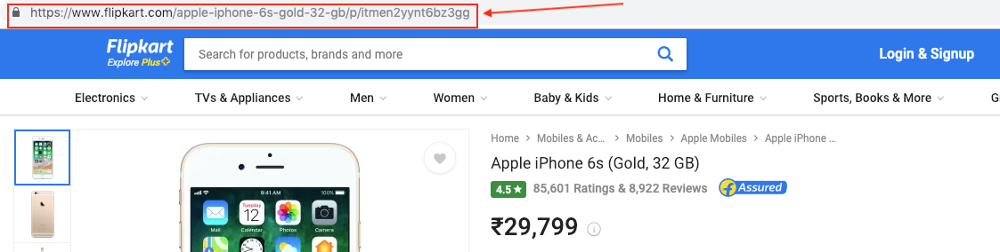 https://www.flipkart.com/apple-iphone-6s-gold-32-gb/p/itmen2yynt6bz3gg
Flipkart
Explore Plus
Search for products, brands and more
Login & Signup
Electronics TVs & Appliances Men Women Baby & Kids Home & Furniture Sports, Books & More G
Home > Mobiles & Ac... > Mobiles > Apple Mobiles > Apple iPhone ...
Apple iPhone 6s (Gold, 32 GB)
4.5★ 85,601 Ratings & 8,922 Reviews f Assured
₹29,799
9:41 AM 100%
Tuesday
12
Mail Calendar Photos Camera